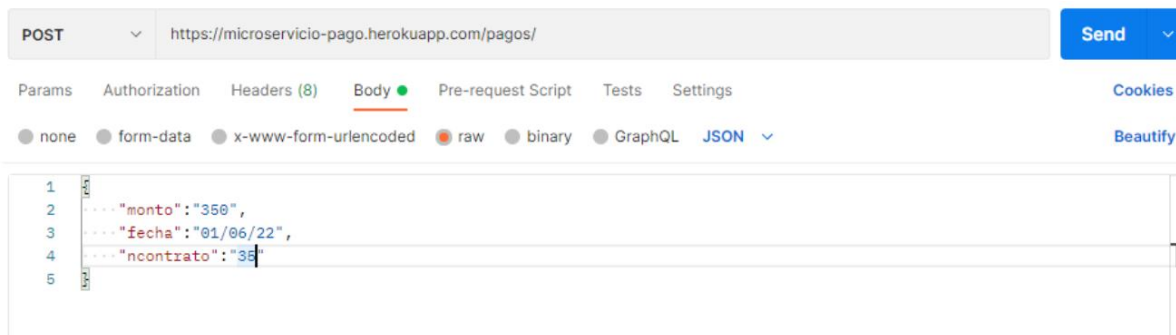 POST https://microservicio-pago.herokuapp.com/pagos/ Send
Params Authorization Headers (8) Body Pre-request Script Tests Settings Cookies
none form-data x-www-form-urlencoded raw binary GraphQL JSON Beautify
1 {
2 "monto":"350",
3 "fecha":"01/06/22",
4 "ncontrato":"35"
5 }